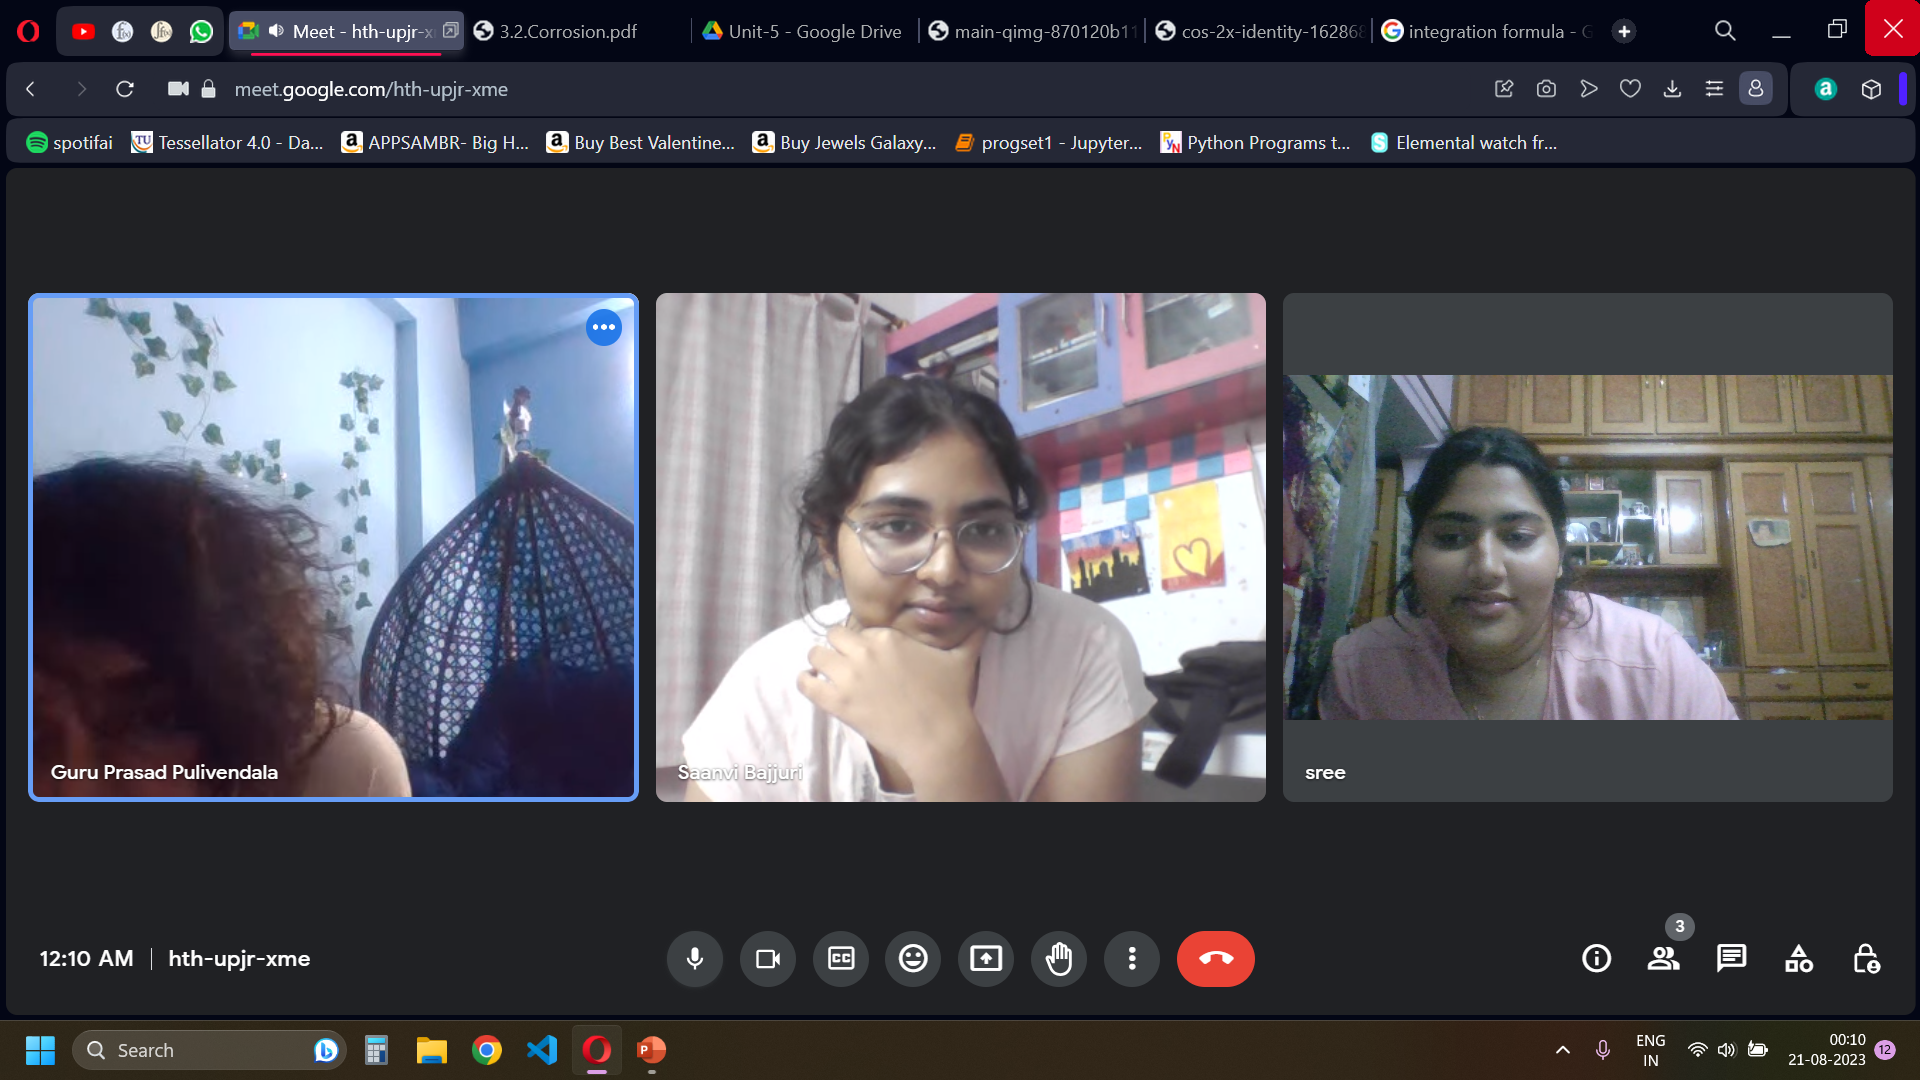 Meet - hth-upjr-x
3.2.Corrosion.pdf
Unit-5 - Google Drive
main-qimg-870120b11
cos-2x-identity-16286
integration formula - G
meet.google.com/hth-upjr-xme
spotifai
Tessellator 4.0 - Da...
APPSAMBR- Big H...
Buy Best Valentine...
Buy Jewels Galaxy...
progset1 - Jupyter...
Python Programs t...
Elemental watch fr...
Guru Prasad Pulivendala
Saanvi Bajjuri
sree
12:10 AM
hth-upjr-xme
CC
3
Search
ENG
IN
00:10
21-08-2023
12